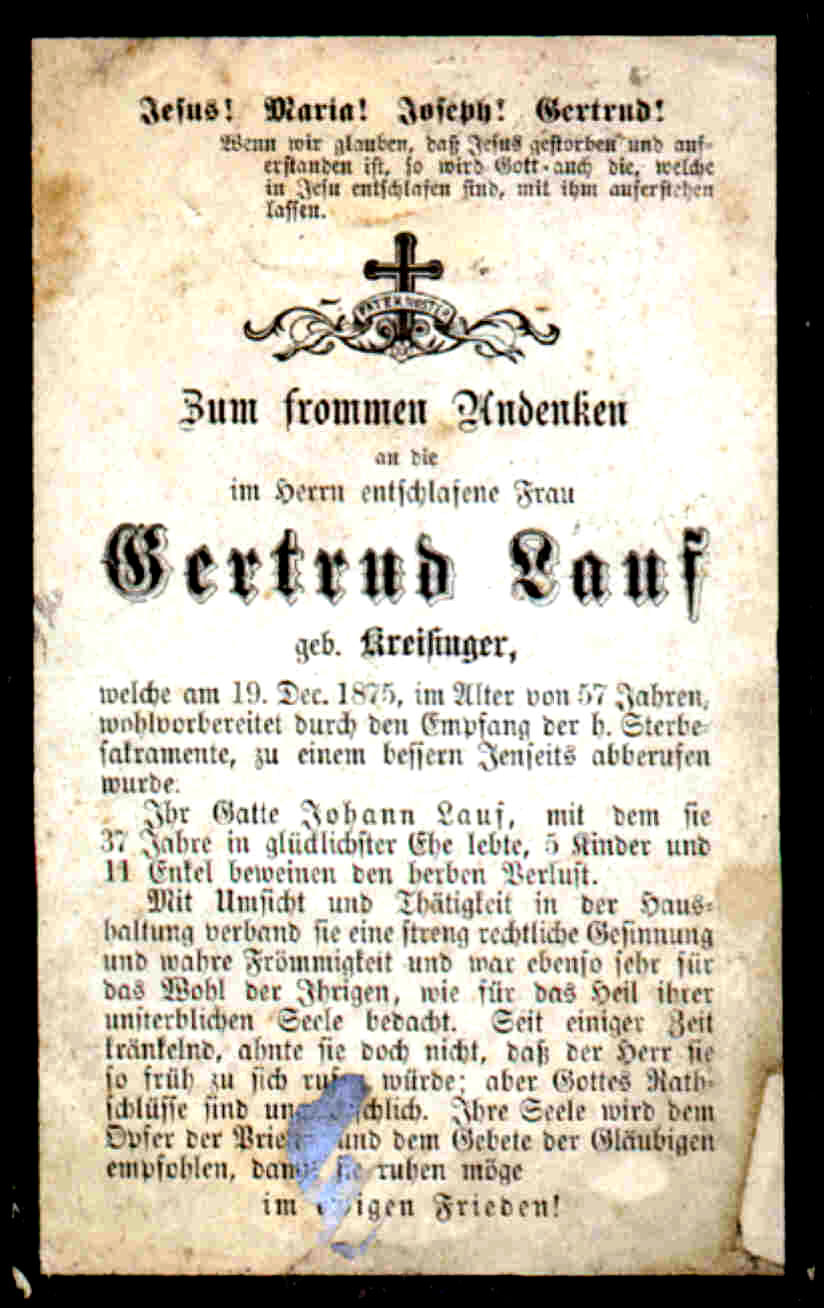 Jesus! Maria! Joseph! Gertrud!
Wenn wir glauben, daß Jesus gestorben und auf-
erstanden ist, so wird Gott auch die, welche
in Jesu entschlafen sind, mit ihm auferstehen
lassen.
PATER NOSTER
Zum frommen Andenken
an die
im Herrn entschlafene Frau
Gertrud Lauf
geb. Kreisinger,
welche am 19. Dec. 1875, im Alter von 57 Jahren,
wohlvorbereitet durch den Empfang der h. Sterbe-
sakramente, zu einem bessern Jenseits abberufen
wurde.
Ihr Gatte Johann Lauf, mit dem sie
37 Jahre in glücklichster Ehe lebte, 5 Kinder und
11 Enkel beweinen den herben Verlust.
Mit Umsicht und Thätigkeit in der Haus-
haltung verband sie eine streng rechtliche Gesinnung
und wahre Frömmigkeit und war ebenso sehr für
das Wohl der Ihrigen, wie für das Heil ihrer
unsterblichen Seele bedacht. Seit einiger Zeit
kränkelnd, ahnte sie doch nicht, daß der Herr sie
so früh zu sich rufen würde; aber Gottes Rath-
schlüsse sind Ihre Seele wird dem
Opfer der und dem Gebete der Gläubigen
empfohlen, damit sie ruhen möge
im ewigen Frieden!